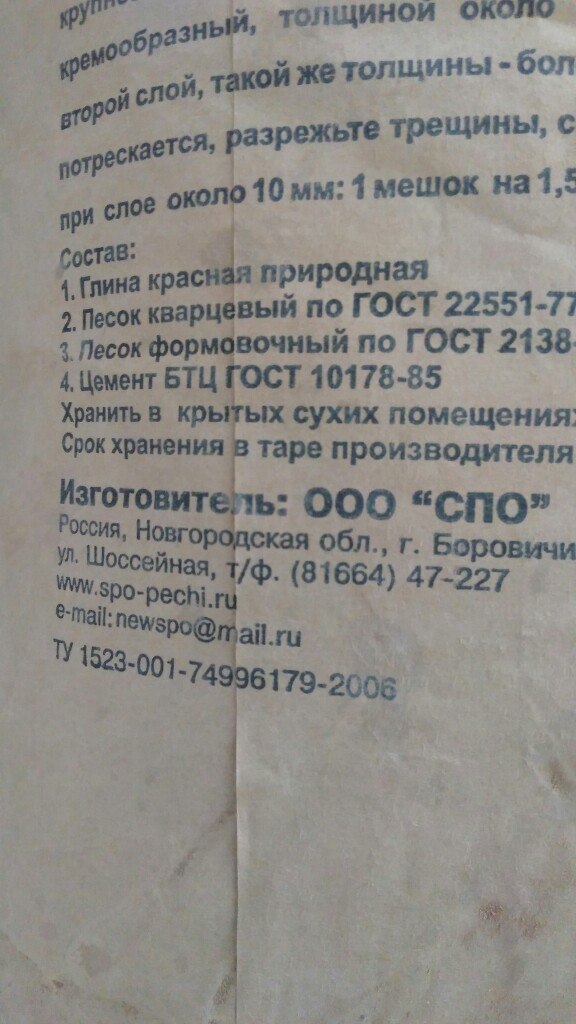 кремообразный, толщиной около
второй слой, такой же толщины - бол
потрескается, разрежьте трещины, с
при слое около 10 мм: 1 мешок на 1,5
Состав:
1. Глина красная природная
2. Песок кварцевый по ГОСТ 22551-77
3. Песок формовочный по ГОСТ 2138-
4. Цемент БТЦ ГОСТ 10178-85
Хранить в крытых сухих помещениях
Срок хранения в таре производителя
Изготовитель: ООО “СПО”
Россия, Новгородская обл., г. Боровичи
ул. Шоссейная, т/ф. (81664) 47-227
www.spo-pechi.ru
e-mail: newspo@mail.ru
ТУ 1523-001-74996179-2006